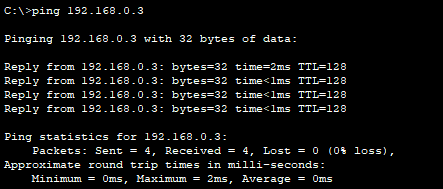 C:\>ping 192.168.0.3
Pinging 192.168.0.3 with 32 bytes of data:
Reply from 192.168.0.3: bytes=32 time=2ms TTL=128
Reply from 192.168.0.3: bytes=32 time<1ms TTL=128
Reply from 192.168.0.3: bytes=32 time<1ms TTL=128
Reply from 192.168.0.3: bytes=32 time<1ms TTL=128
Ping statistics for 192.168.0.3:
    Packets: Sent = 4, Received = 4, Lost = 0 (0% loss),
Approximate round trip times in milli-seconds:
    Minimum = 0ms, Maximum = 2ms, Average = 0ms